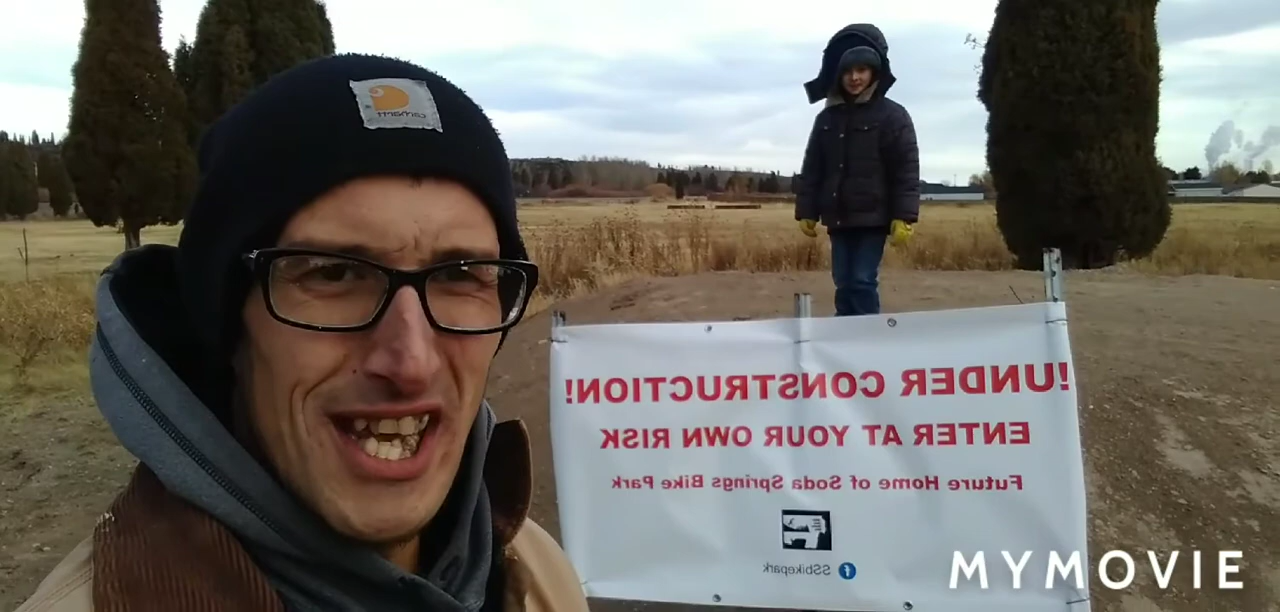 carhartt
!UNDER CONSTRUCTION!
ENTER AT YOUR OWN RISK
Future Home of Soda Springs Bike Park
f SSbikepark
MYMOVIE